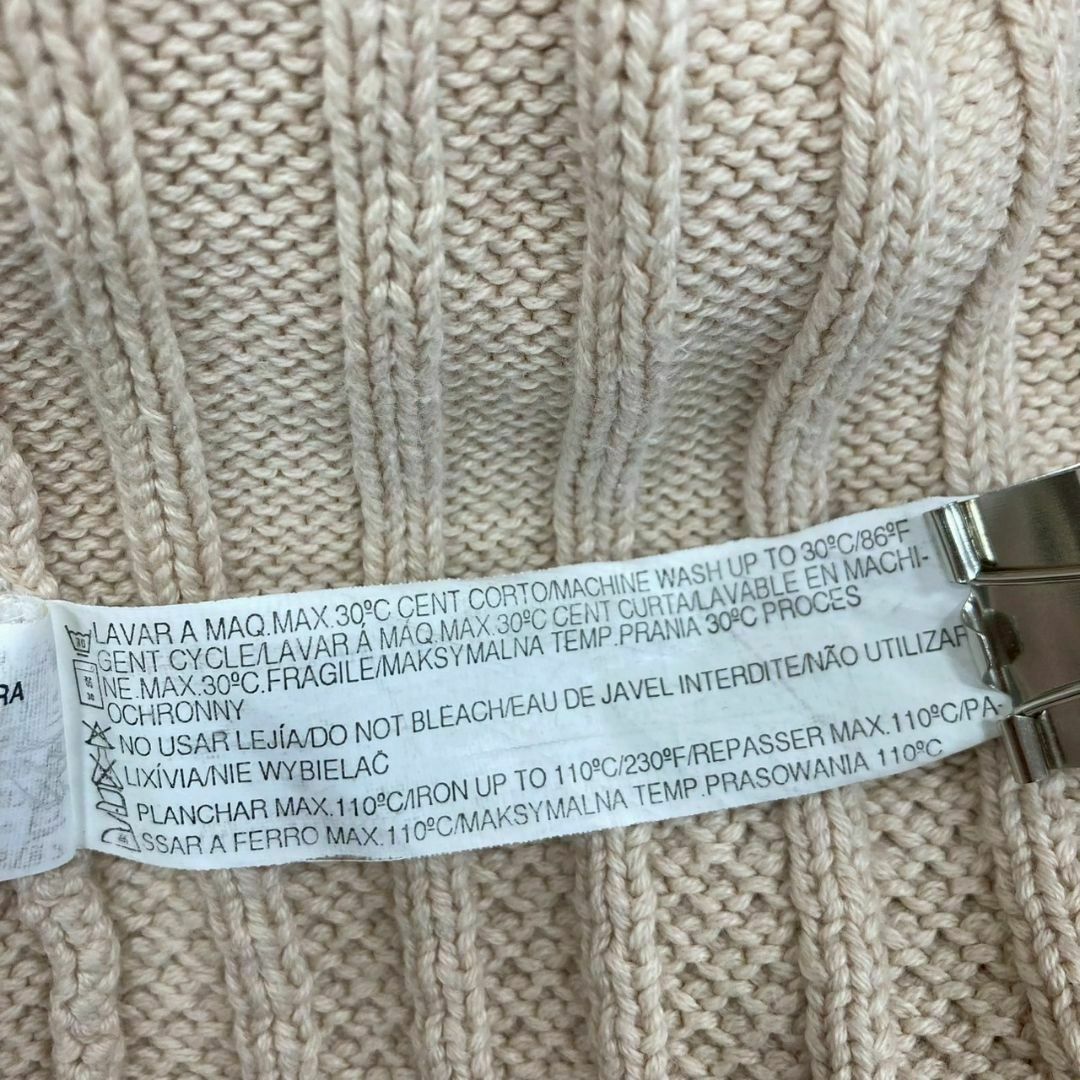 RA
LAVAR A MAQ.MAX.30ºC CENT CORTO/MACHINE WASH UP TO 30ºC/86ºF
GENT CYCLE/LAVAR À MÁQ.MAX.30ºC CENT CURTA/LAVABLE EN MACHI-
NE.MAX.30ºC.FRAGILE/MAKSYMALNA TEMP.PRANIA 30ºC PROCES
OCHRONNY
NO USAR LEJÍA/DO NOT BLEACH/EAU DE JAVEL INTERDITE/NÃO UTILIZAR
LIXÍVIA/NIE WYBIELAČ
PLANCHAR MAX.110ºC/IRON UP TO 110ºC/230ºF/REPASSER MAX.110ºC/PA-
SSAR A FERRO MAX.110ºC/MAKSYMALNA TEMP.PRASOWANIA 110ºC